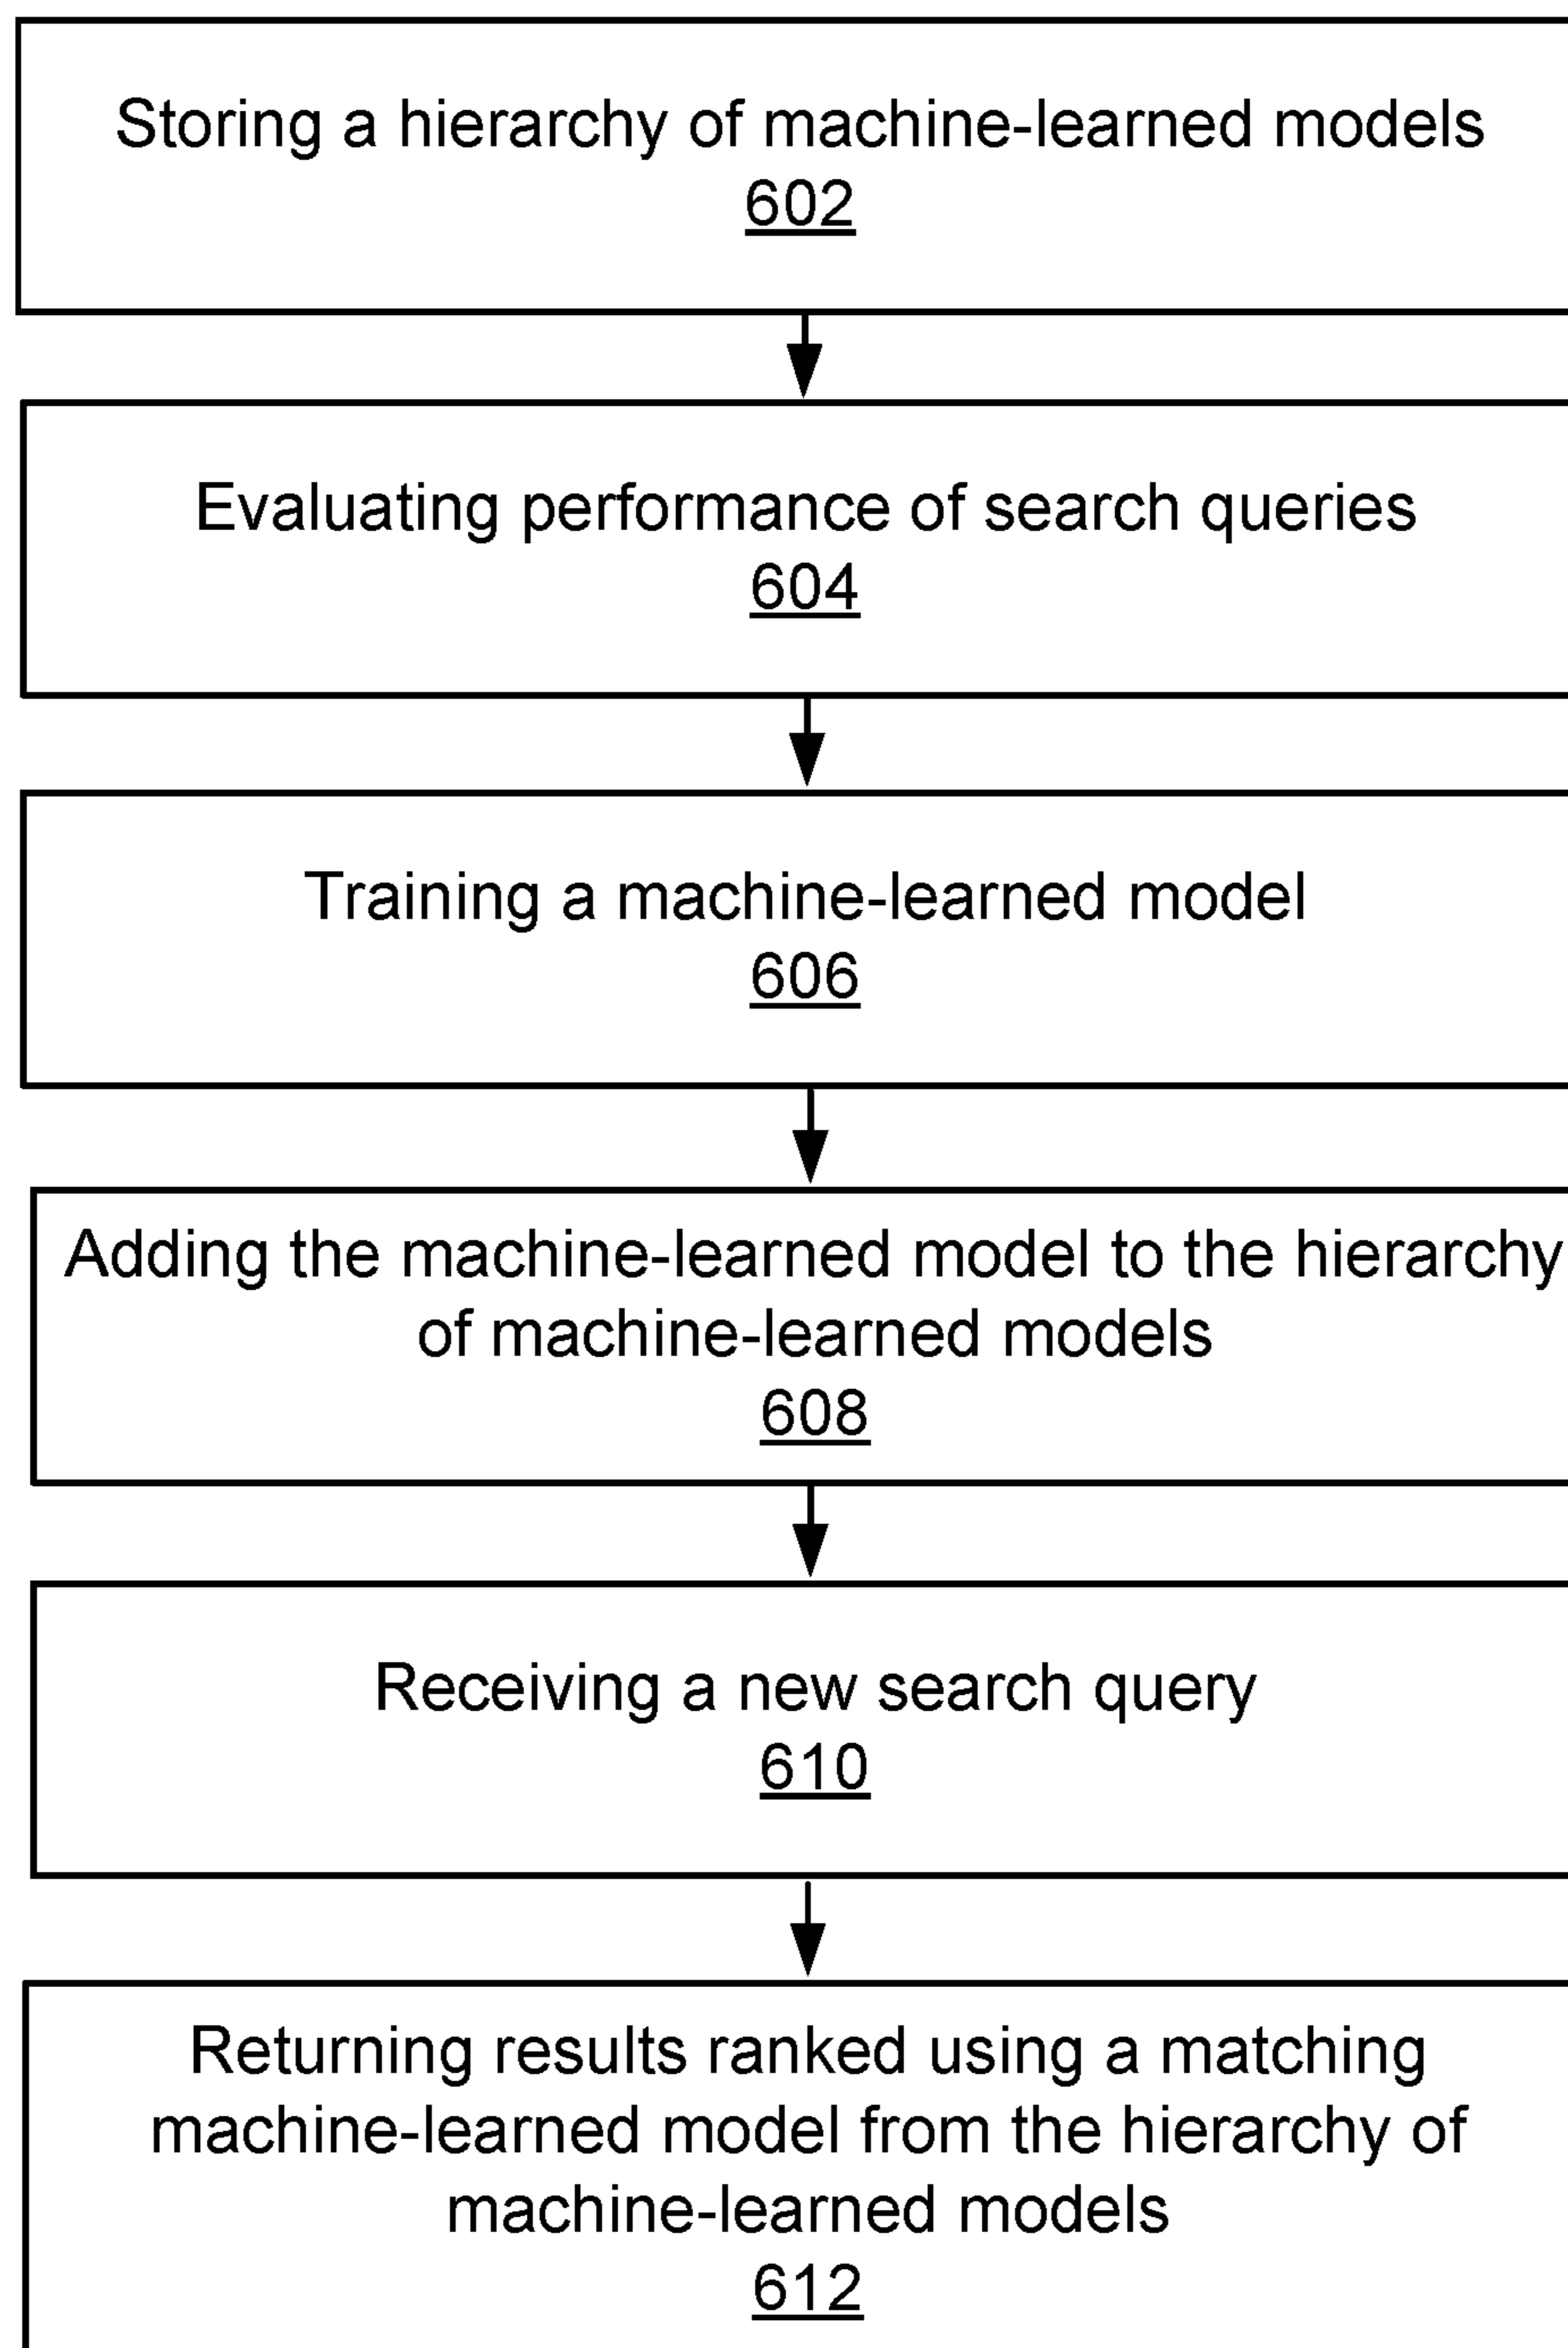 Storing a hierarchy of machine-learned models
602
Evaluating performance of search queries
604
Training a machine-learned model
606
Adding the machine-learned model to the hierarchy
of machine-learned models
608
Receiving a new search query
610
Returning results ranked using a matching
machine-learned model from the hierarchy of
machine-learned models
612